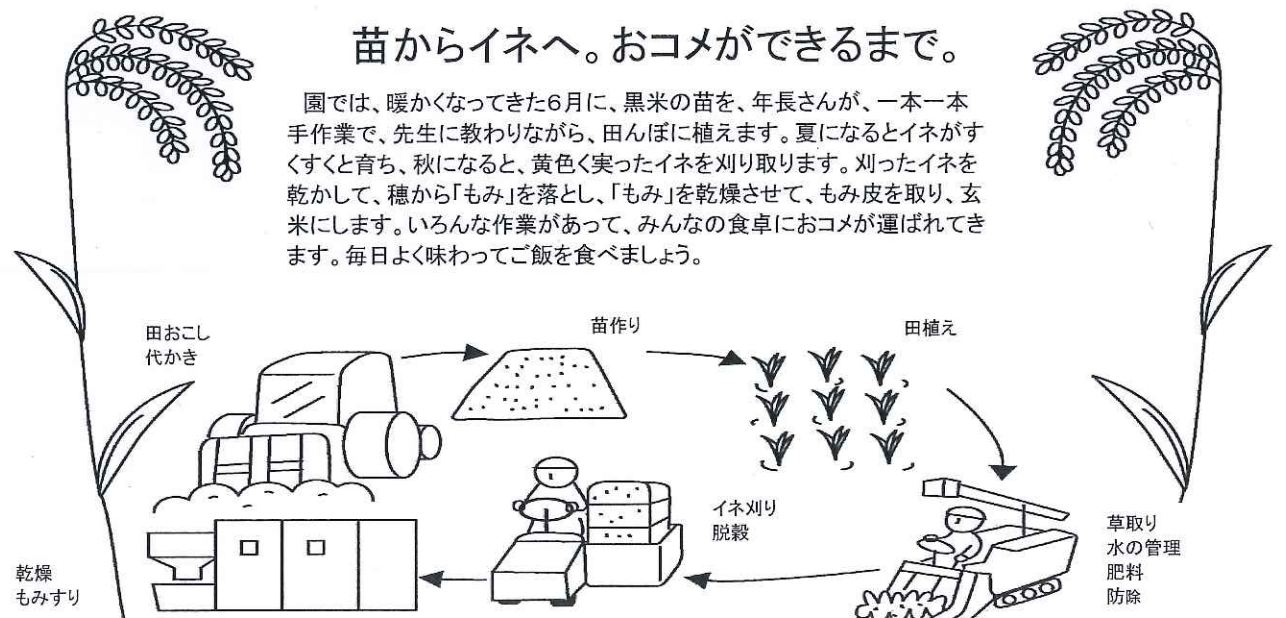 苗からイネへ。おコメができるまで。
園では、暖かくなってきた6月に、黒米の苗を、年長さんが、一本一本
手作業で、先生に教わりながら、田んぼに植えます。夏になるとイネがす
くすくと育ち、秋になると、黄色く実ったイネを刈り取ります。刈ったイネを
乾かして、穂から「もみ」を落とし、「もみ」を乾燥させて、もみ皮を取り、玄
米にします。いろんな作業があって、みんなの食卓におコメが運ばれてき
ます。毎日よく味わってご飯を食べましょう。
田おこし
代かき
苗作り
田植え
草取り
水の管理
肥料
防除
イネ刈り
脱穀
乾燥
もみすり